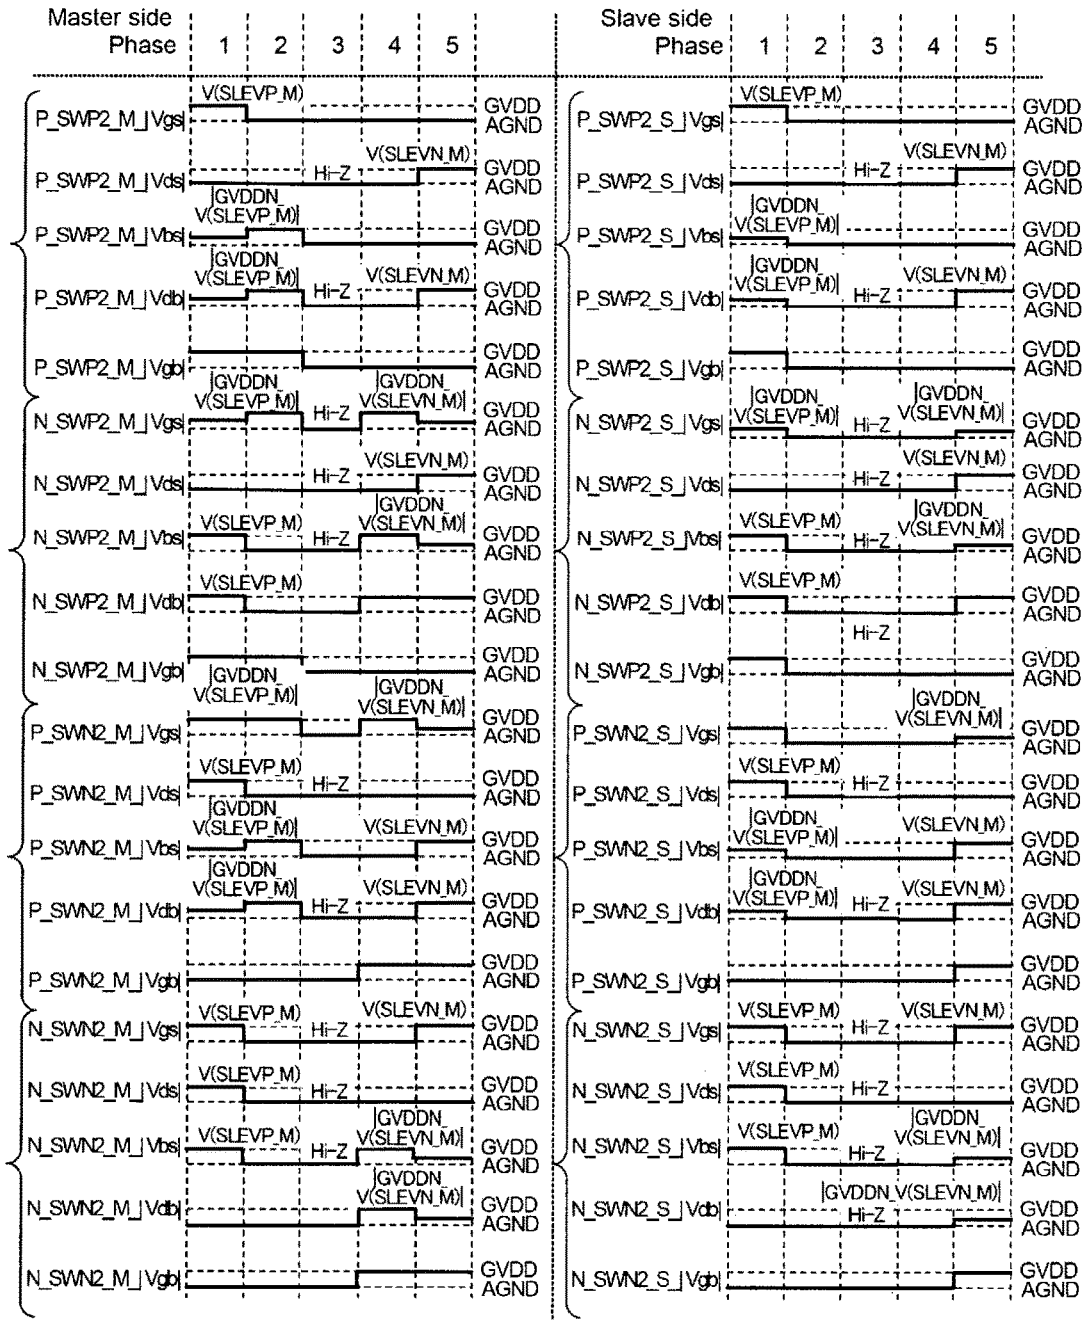 Master side
Phase 1 2 3 4 5
V(SLEVP_M)
P_SWP2_M_|Vgs| GVDD
AGND
V(SLEVN_M)
P_SWP2_M_|Vds| Hi-Z GVDD
AGND
|GVDDN_
V(SLEVP_M)|
P_SWP2_M_|Vbs| GVDD
AGND
|GVDDN_
V(SLEVP_M)| V(SLEVN_M)
P_SWP2_M_|Vdb| Hi-Z GVDD
AGND
P_SWP2_M_|Vgb| GVDD
AGND
|GVDDN_ |GVDDN_
V(SLEVP_M)| Hi-Z V(SLEVN_M)|
N_SWP2_M_|Vgs| GVDD
AGND
V(SLEVN_M)
N_SWP2_M_|Vds| Hi-Z GVDD
AGND
|GVDDN_
V(SLEVP_M) V(SLEVN_M)|
N_SWP2_M_|Vbs| Hi-Z GVDD
AGND
V(SLEVP_M)
N_SWP2_M_|Vdb| GVDD
AGND
N_SWP2_M_|Vgb| GVDD
AGND
|GVDDN_ |GVDDN_
V(SLEVP_M)| V(SLEVN_M)|
P_SWN2_M_|Vgs| GVDD
AGND
V(SLEVP_M)
P_SWN2_M_|Vds| Hi-Z GVDD
AGND
|GVDDN_
V(SLEVP_M)| V(SLEVN_M)
P_SWN2_M_|Vbs| GVDD
AGND
|GVDDN_
V(SLEVP_M)| V(SLEVN_M)
P_SWN2_M_|Vdb| Hi-Z GVDD
AGND
P_SWN2_M_|Vgb| GVDD
AGND
V(SLEVP_M) V(SLEVN_M)
N_SWN2_M_|Vgs| Hi-Z GVDD
AGND
V(SLEVP_M)
N_SWN2_M_|Vds| Hi-Z GVDD
AGND
|GVDDN_
V(SLEVP_M) V(SLEVN_M)|
N_SWN2_M_|Vbs| Hi-Z GVDD
AGND
|GVDDN_
V(SLEVN_M)|
N_SWN2_M_|Vdb| GVDD
AGND
N_SWN2_M_|Vgb| GVDD
AGND
Slave side
Phase 1 2 3 4 5
V(SLEVP_M)
P_SWP2_S_|Vgs| GVDD
AGND
V(SLEVN_M)
P_SWP2_S_|Vds| Hi-Z GVDD
AGND
|GVDDN_
V(SLEVP_M)|
P_SWP2_S_|Vbs| GVDD
AGND
|GVDDN_
V(SLEVP_M)| V(SLEVN_M)
P_SWP2_S_|Vdb| Hi-Z GVDD
AGND
P_SWP2_S_|Vgb| GVDD
AGND
|GVDDN_ |GVDDN_
V(SLEVP_M)| V(SLEVN_M)|
N_SWP2_S_|Vgs| Hi-Z GVDD
AGND
V(SLEVN_M)
N_SWP2_S_|Vds| Hi-Z GVDD
AGND
|GVDDN_
V(SLEVP_M) V(SLEVN_M)|
N_SWP2_S_|Vbs| Hi-Z GVDD
AGND
V(SLEVP_M)
N_SWP2_S_|Vdb| GVDD
AGND
Hi-Z
N_SWP2_S_|Vgb| GVDD
AGND
|GVDDN_
V(SLEVN_M)|
P_SWN2_S_|Vgs| GVDD
AGND
V(SLEVP_M)
P_SWN2_S_|Vds| Hi-Z GVDD
AGND
|GVDDN_
V(SLEVP_M)| V(SLEVN_M)
P_SWN2_S_|Vbs| GVDD
AGND
|GVDDN_
V(SLEVP_M)| V(SLEVN_M)
P_SWN2_S_|Vdb| Hi-Z GVDD
AGND
P_SWN2_S_|Vgb| GVDD
AGND
V(SLEVP_M) V(SLEVN_M)
N_SWN2_S_|Vgs| Hi-Z GVDD
AGND
V(SLEVP_M)
N_SWN2_S_|Vds| Hi-Z GVDD
AGND
|GVDDN_
V(SLEVP_M) V(SLEVN_M)|
N_SWN2_S_|Vbs| Hi-Z GVDD
AGND
|GVDDN_V(SLEVN_M)|
N_SWN2_S_|Vdb| Hi-Z GVDD
AGND
N_SWN2_S_|Vgb| GVDD
AGND